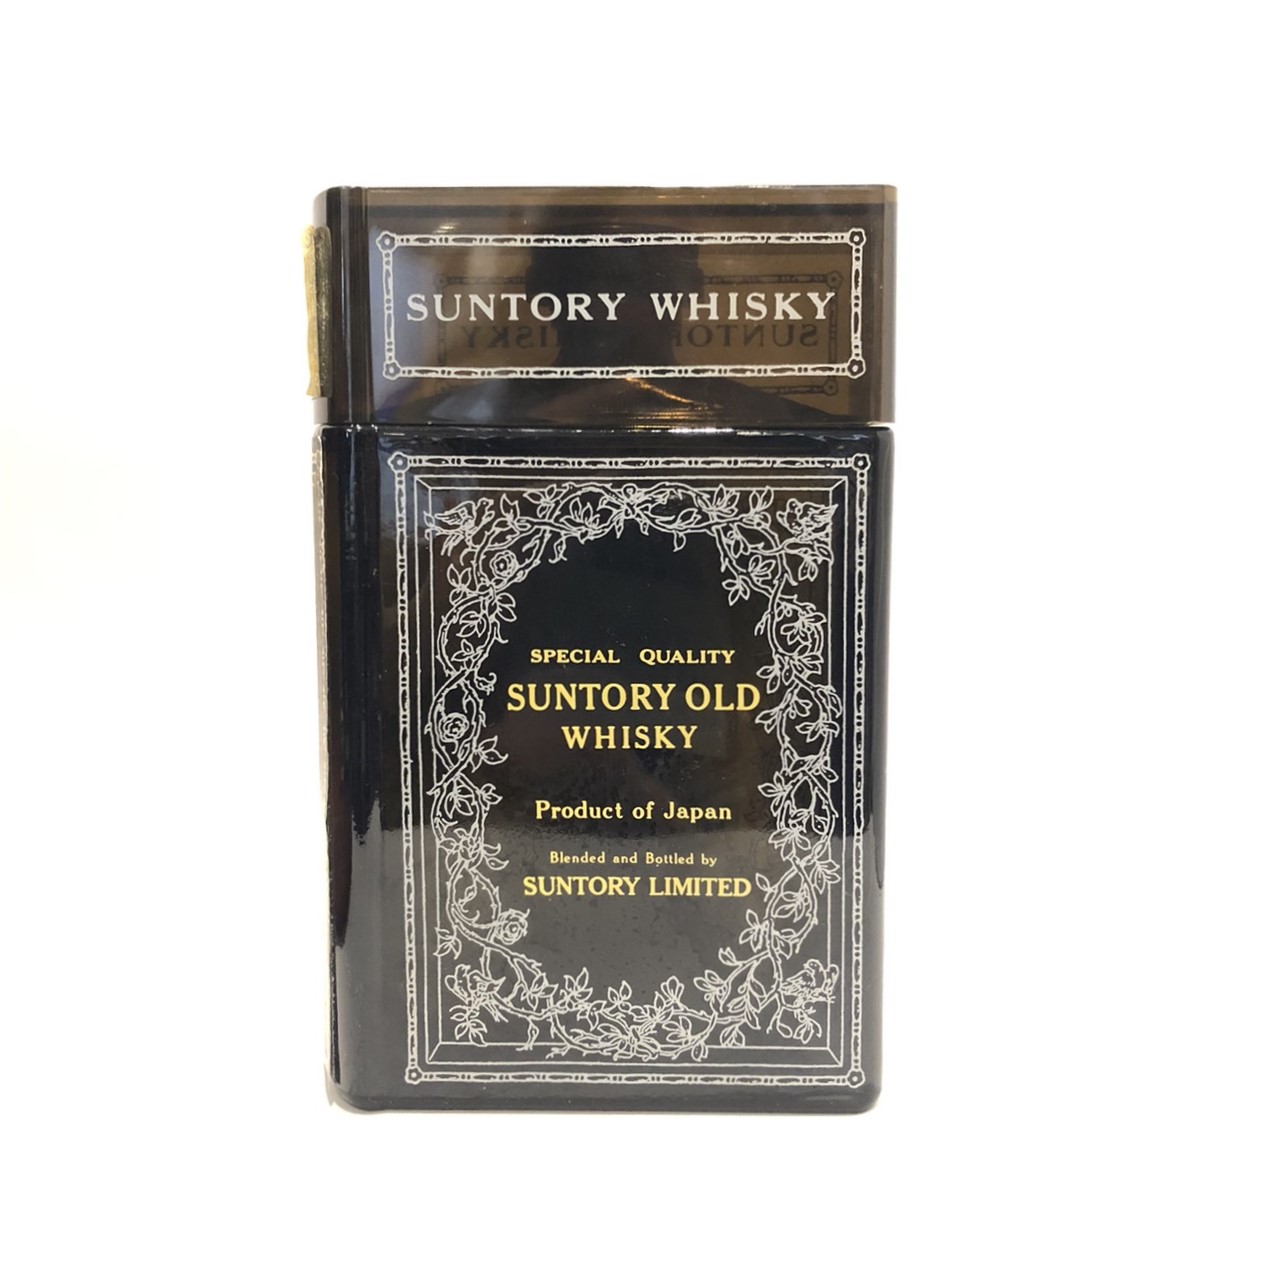 SUNTORY WHISKY
SPECIAL QUALITY
SUNTORY OLD
WHISKY
Product of Japan
Blended and Bottled by
SUNTORY LIMITED